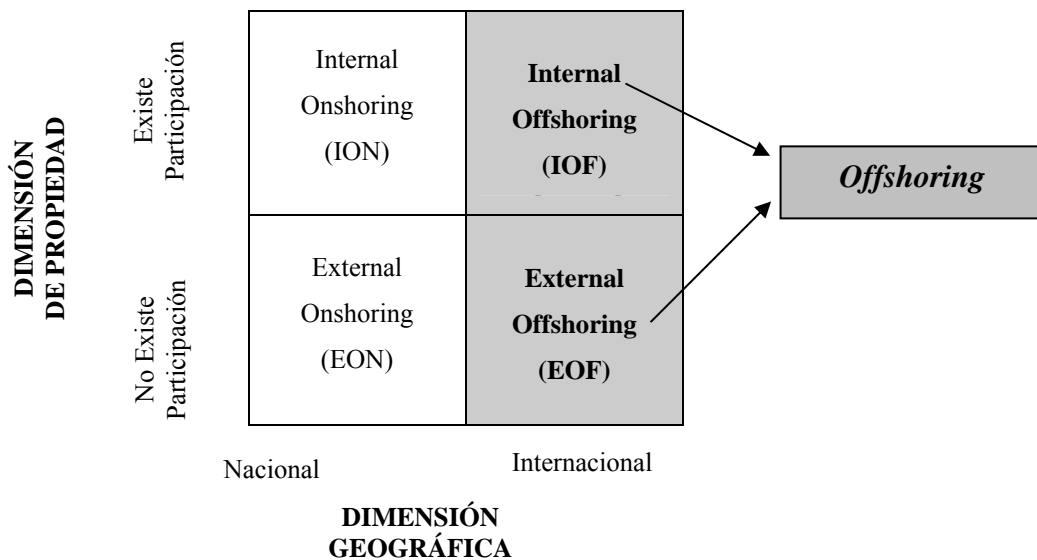 DIMENSIÓN
DE PROPIEDAD
Existe
Participación
Internal
Onshoring
(ION)
Internal
Offshoring
(IOF)
Offshoring
No Existe
Participación
External
Onshoring
(EON)
External
Offshoring
(EOF)
Nacional
Internacional
DIMENSIÓN
GEOGRÁFICA